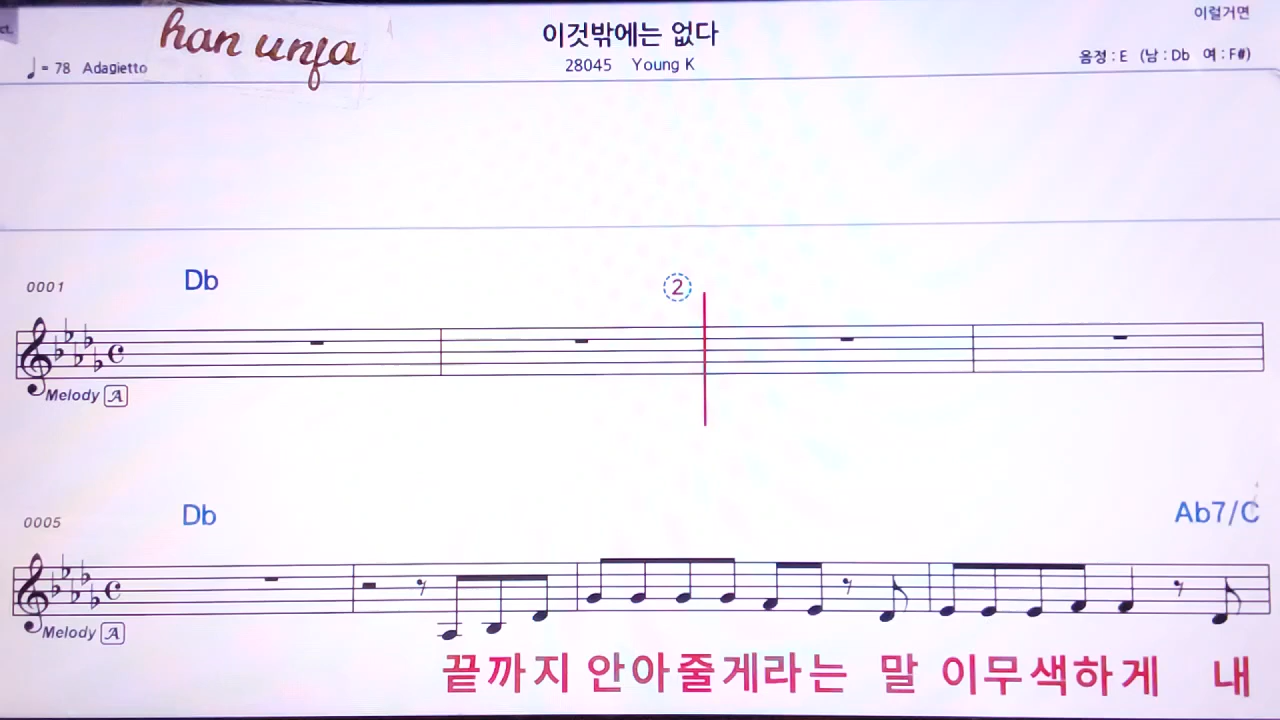 ct.
han unfa
이것밖에는 없다
이럴거면
♩= 78 Adagietto
28045 Young K
음정 : E (남 : Db 여 : F#)
0001
Db
2
Melody A
0005
Db
Ab7/C
Melody A
끝까지 안아줄게라는 말 이무색하게 내